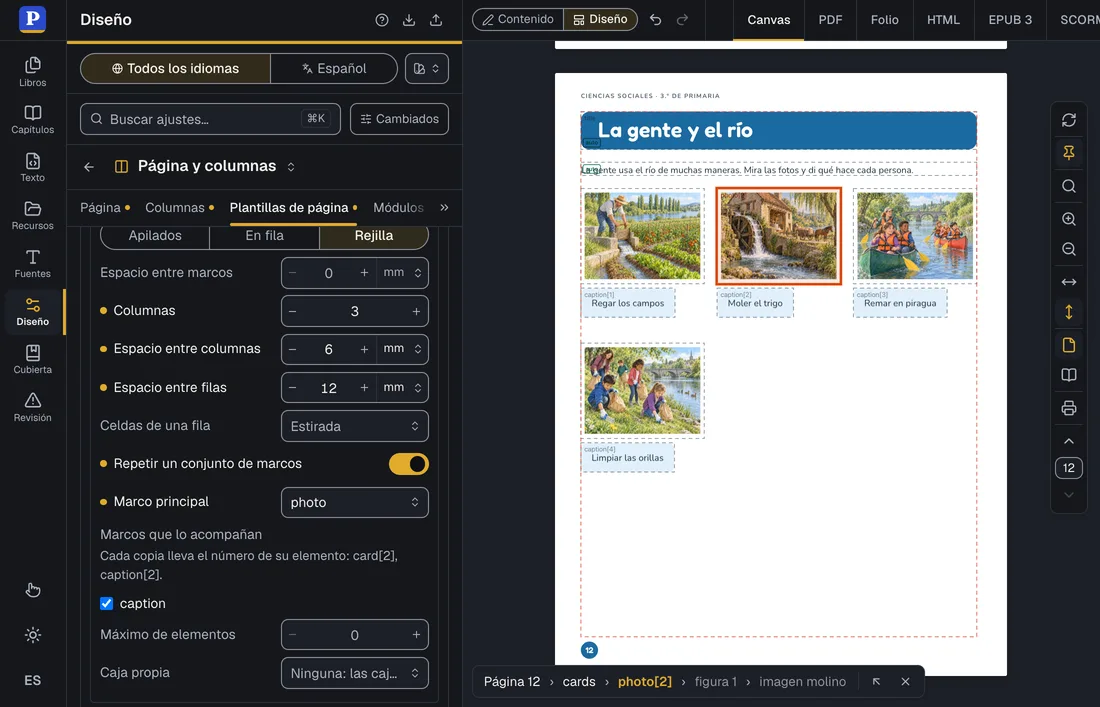 P
Diseño
Contenido
Diseño
Canvas
PDF
Folio
HTML
EPUB 3
SCORM
Libros
Capítulos
Texto
Recursos
Fuentes
Diseño
Cubierta
Revisión
ES
Todos los idiomas
Español
Buscar ajustes...
⌘K
Cambiados
Página y columnas
Página
Columnas
Plantillas de página
Módulos
Apilados
En fila
Rejilla
Espacio entre marcos
0
mm
Columnas
3
Espacio entre columnas
6
mm
Espacio entre filas
12
mm
Celdas de una fila
Estirada
Repetir un conjunto de marcos
Marco principal
photo
Marcos que lo acompañan
Cada copia lleva el número de su elemento: card[2],
caption[2].
caption
Máximo de elementos
0
Caja propia
Ninguna: las caj...
CIENCIAS SOCIALES · 3.º DE PRIMARIA
La gente y el río
La gente usa el río de muchas maneras. Mira las fotos y di qué hace cada persona.
caption[1]
Regar los campos
caption[2]
Moler el trigo
caption[3]
Remar en piragua
caption[4]
Limpiar las orillas
12
12
Página 12 › cards › photo[2] › figura 1 › imagen molino